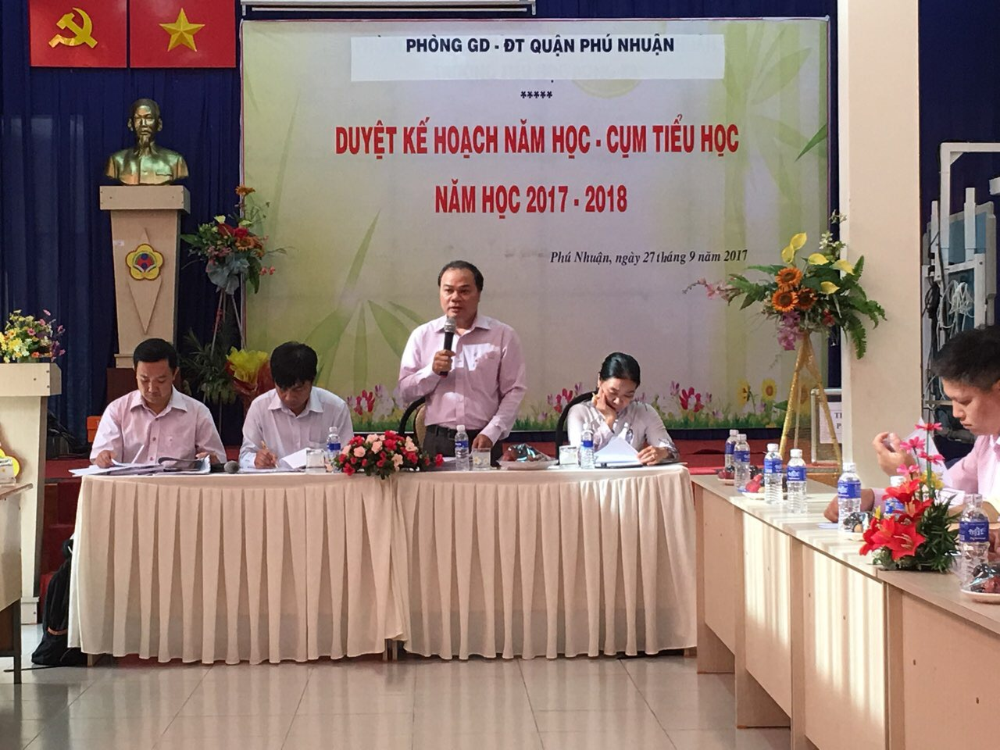 PHÒNG GD - ĐT QUẬN PHÚ NHUẬN
*****
DUYỆT KẾ HOẠCH NĂM HỌC - CỤM TIỂU HỌC
NĂM HỌC 2017 - 2018
Phú Nhuận, ngày 27 tháng 9 năm 2017